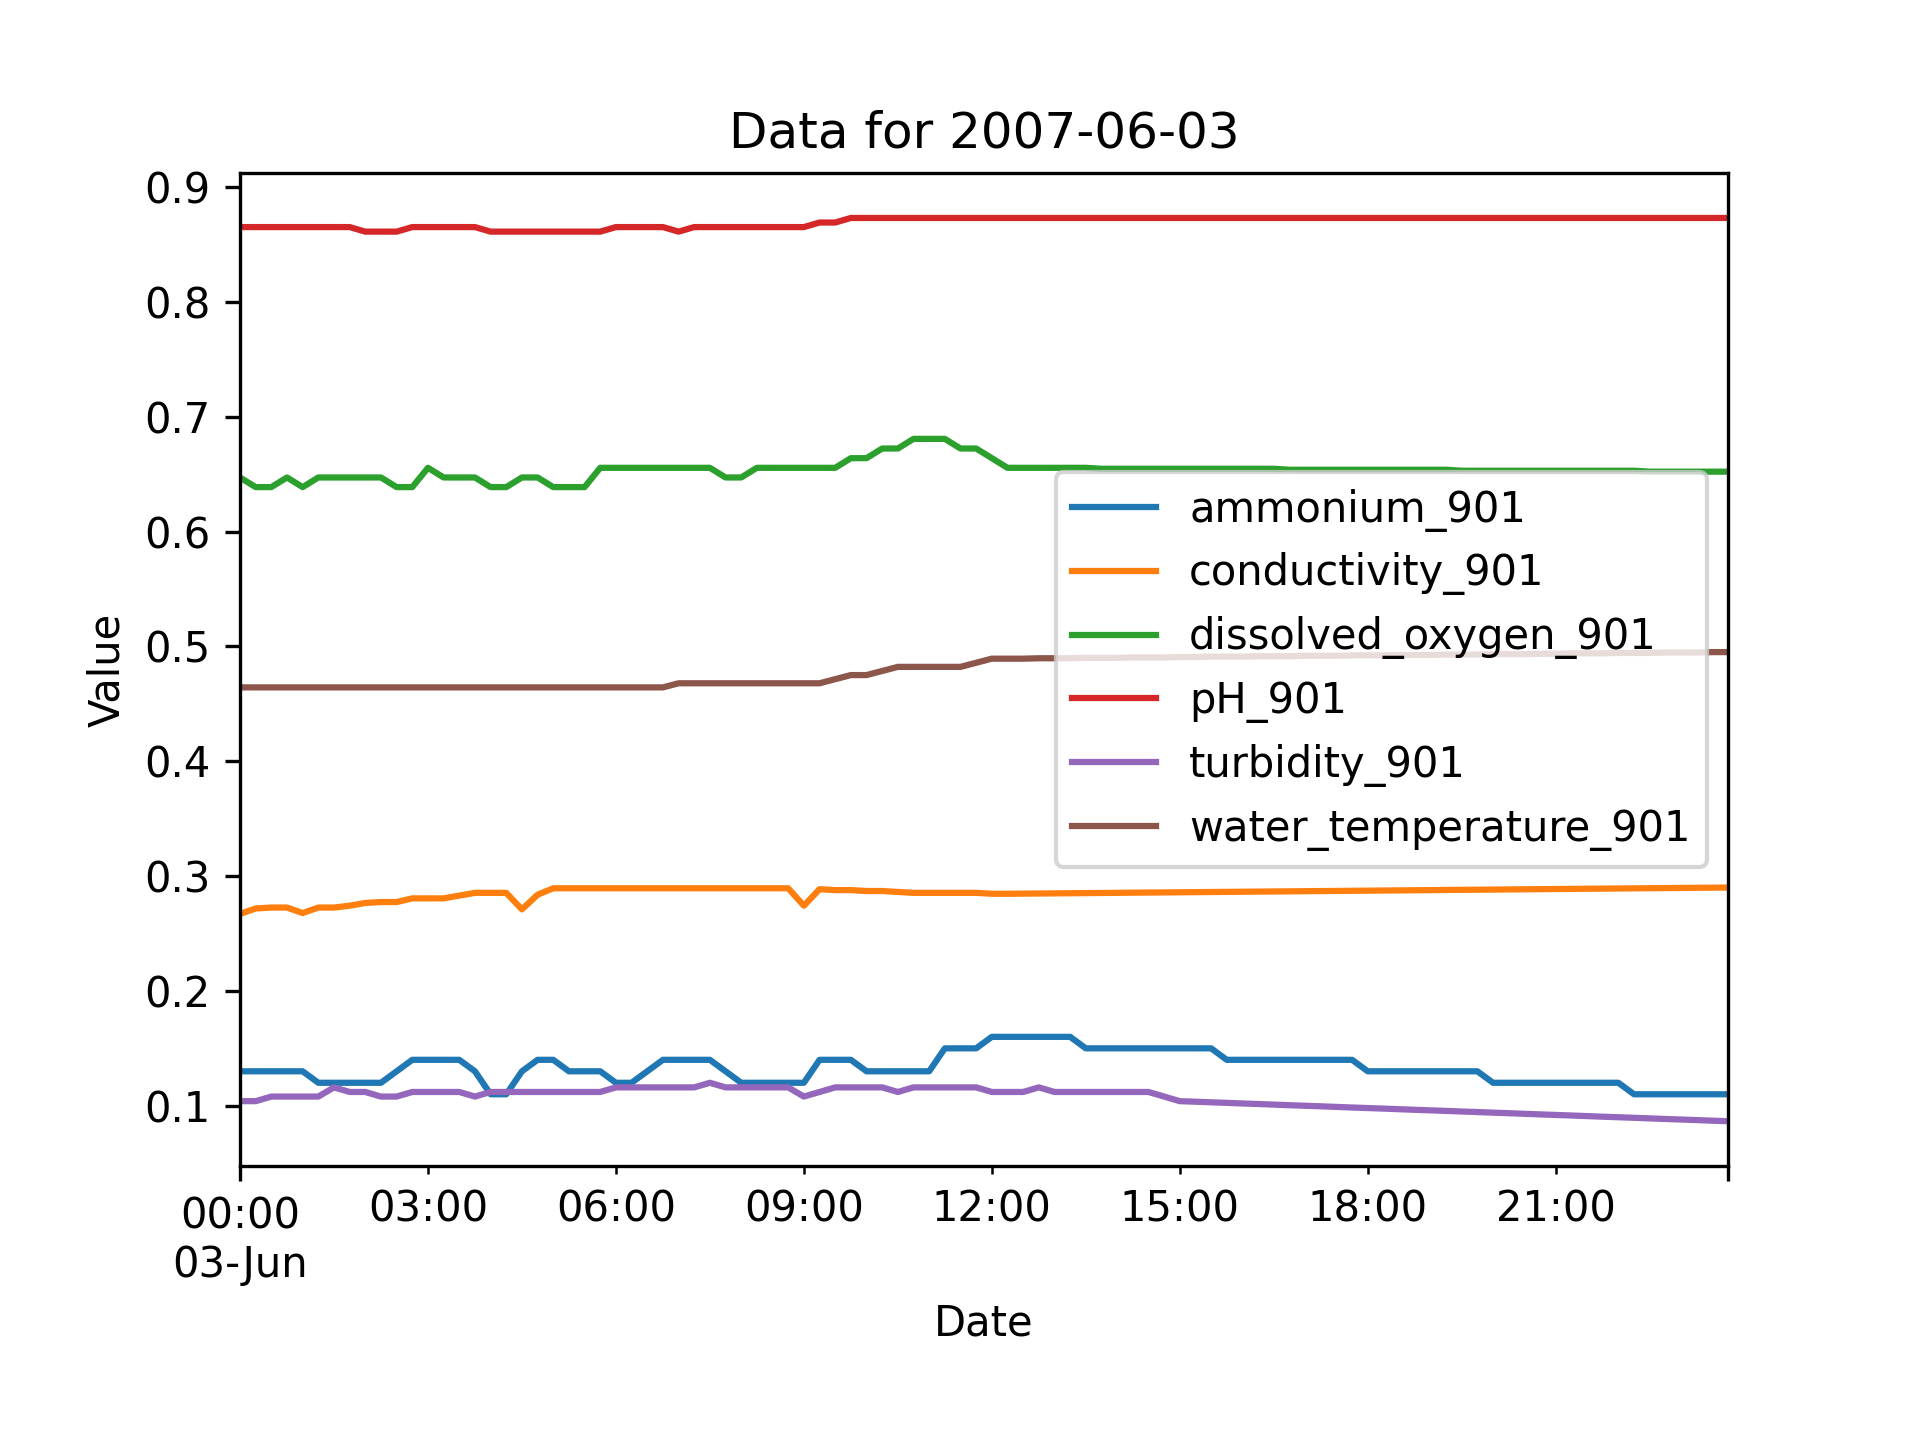 Data for 2007-06-03
0.9
0.8
0.7
0.6
0.5
0.4
0.3
0.2
0.1
Value
ammonium_901
conductivity_901
dissolved_oxygen_901
pH_901
turbidity_901
water_temperature_901
00:00 03:00 06:00 09:00 12:00 15:00 18:00 21:00
03-Jun
Date